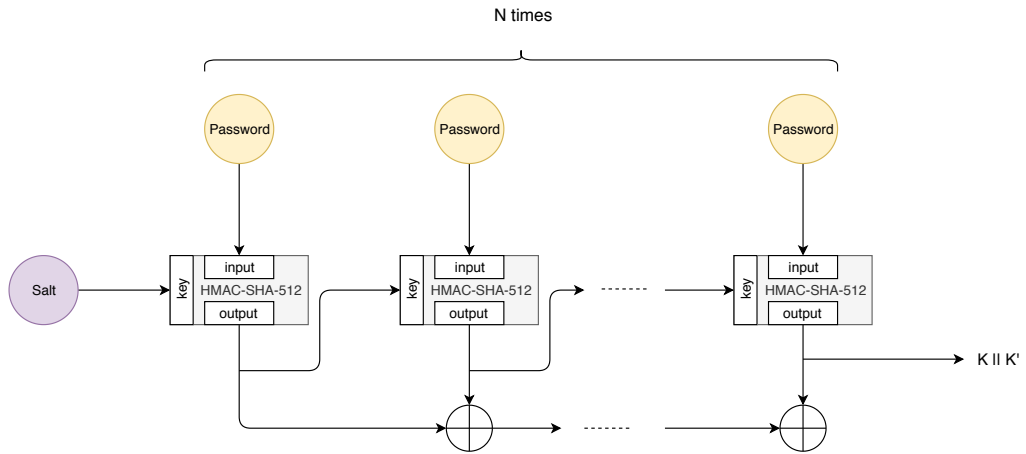 N times
Password
Password
Password
Salt
key
input
HMAC-SHA-512
output
key
input
HMAC-SHA-512
output
key
input
HMAC-SHA-512
output
K || K'